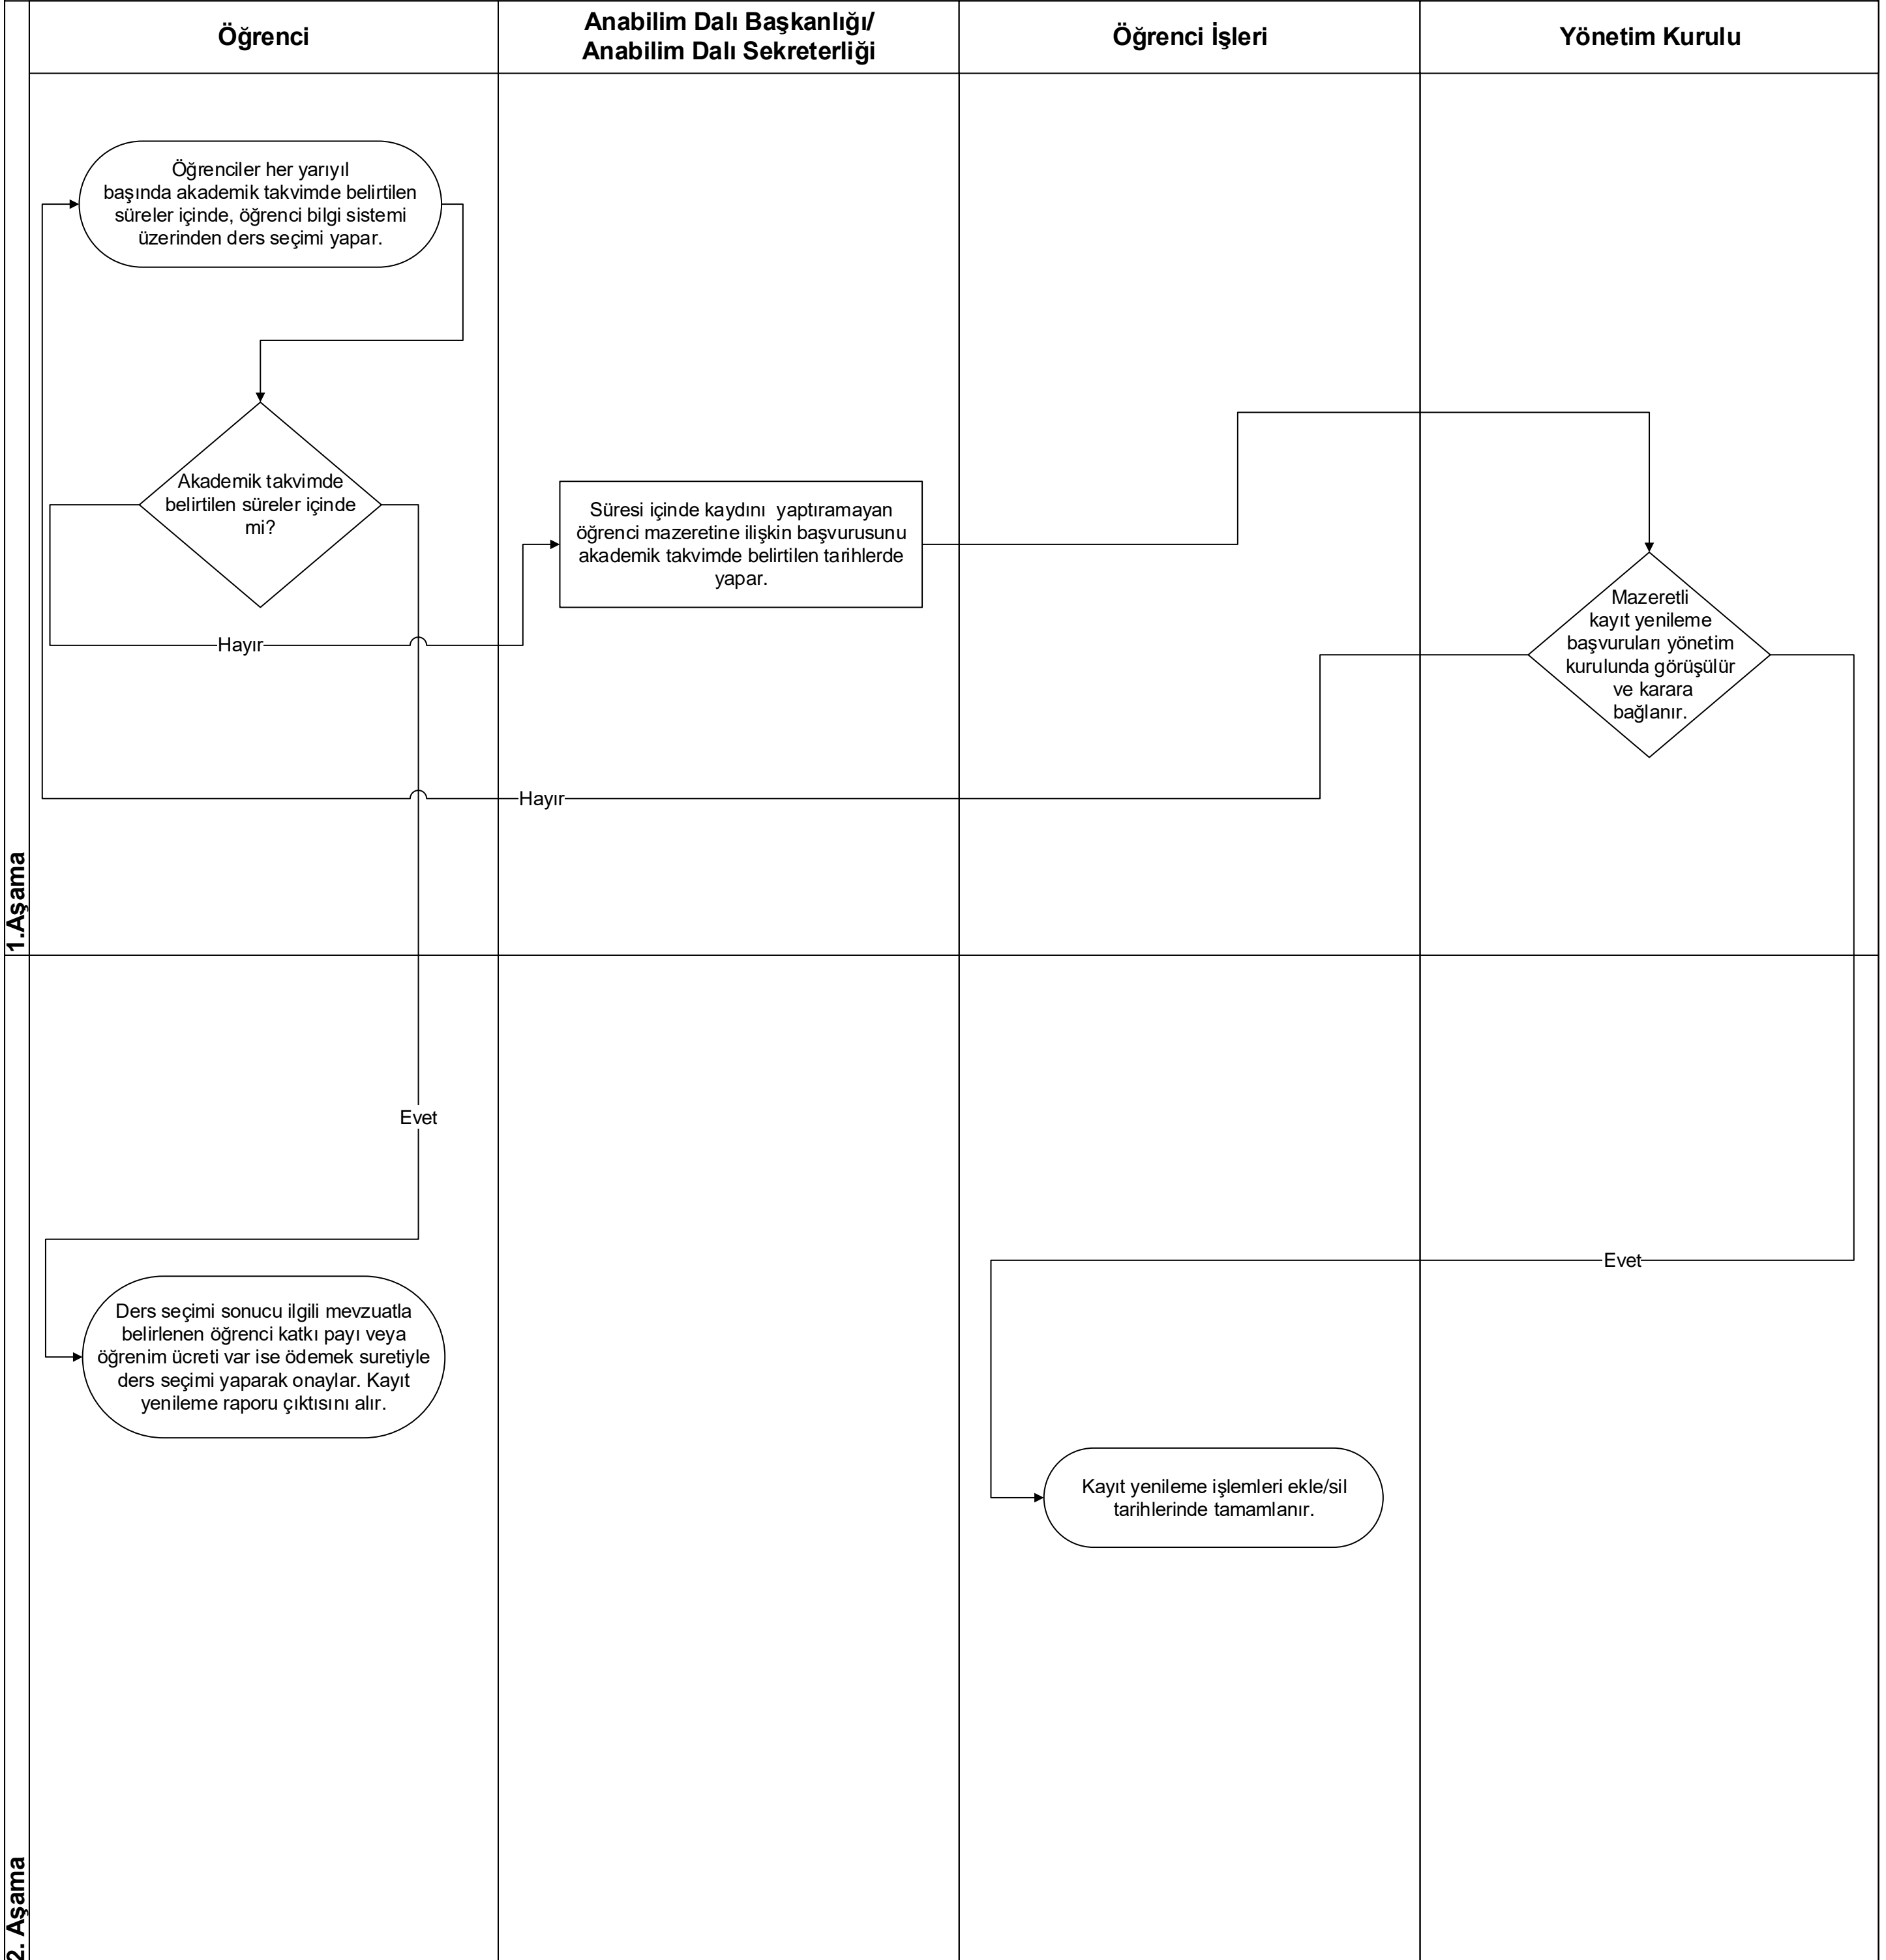 Öğrenci
Anabilim Dalı Başkanlığı/
Anabilim Dalı Sekreterliği
Öğrenci İşleri
Yönetim Kurulu
1.Aşama
Öğrenciler her yarıyıl
başında akademik takvimde belirtilen
süreler içinde, öğrenci bilgi sistemi
üzerinden ders seçimi yapar.
Akademik takvimde
belirtilen süreler içinde
mi?
Süresi içinde kaydını yaptıramayan
öğrenci mazeretine ilişkin başvurusunu
akademik takvimde belirtilen tarihlerde
yapar.
Mazeretli
kayıt yenileme
başvuruları yönetim
kurulunda görüşülür
ve karara
bağlanır.
Hayır
Hayır
2. Aşama
Evet
Evet
Ders seçimi sonucu ilgili mevzuatla
belirlenen öğrenci katkı payı veya
öğrenim ücreti var ise ödemek suretiyle
ders seçimi yaparak onaylar. Kayıt
yenileme raporu çıktısını alır.
Kayıt yenileme işlemleri ekle/sil
tarihlerinde tamamlanır.